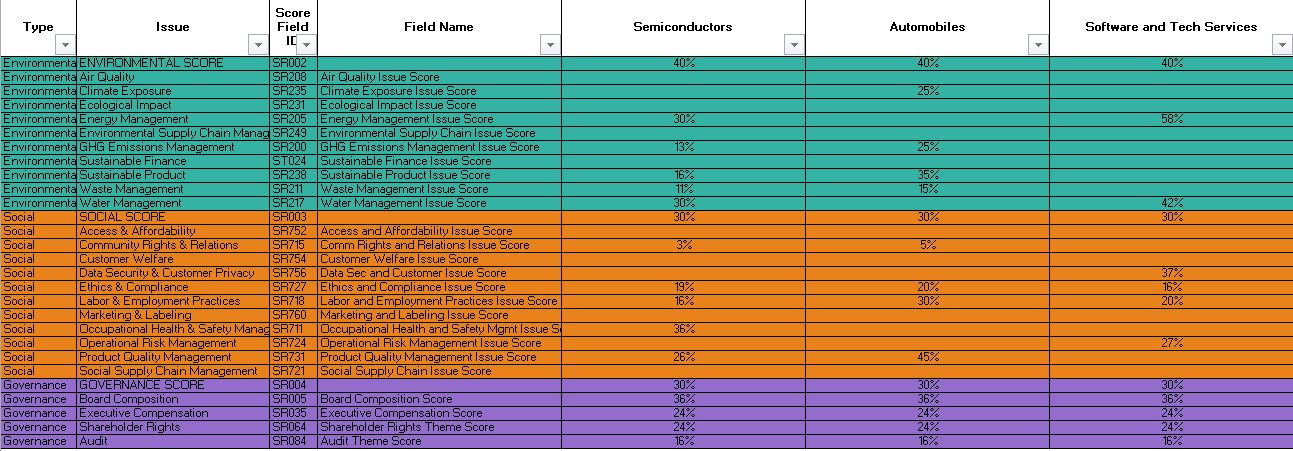 Type Issue Score Field ID Field Name Semiconductors Automobiles Software and Tech Services
Environmenta ENVIRONMENTAL SCORE SR002 40% 40% 40%
Environmenta Air Quality SR208 Air Quality Issue Score
Environmenta Climate Exposure SR235 Climate Exposure Issue Score 25%
Environmenta Ecological Impact SR231 Ecological Impact Issue Score
Environmenta Energy Management SR205 Energy Management Issue Score 30% 58%
Environmenta Environmental Supply Chain Manag SR249 Environmental Supply Chain Issue Score
Environmenta GHG Emissions Management SR200 GHG Emissions Management Issue Score 13% 25%
Environmenta Sustainable Finance ST024 Sustainable Finance Issue Score
Environmenta Sustainable Product SR238 Sustainable Product Issue Score 16% 35%
Environmenta Waste Management SR211 Waste Management Issue Score 11% 15%
Environmenta Water Management SR217 Water Management Issue Score 30% 42%
Social SOCIAL SCORE SR003 30% 30% 30%
Social Access & Affordability SR752 Access and Affordability Issue Score
Social Community Rights & Relations SR715 Comm Rights and Relations Issue Score 3% 5%
Social Customer Welfare SR754 Customer Welfare Issue Score
Social Data Security & Customer Privacy SR756 Data Sec and Customer Issue Score 37%
Social Ethics & Compliance SR727 Ethics and Compliance Issue Score 19% 20% 16%
Social Labor & Employment Practices SR718 Labor and Employment Practices Issue Score 16% 30% 20%
Social Marketing & Labeling SR760 Marketing and Labeling Issue Score
Social Occupational Health & Safety Manag SR711 Occupational Health and Safety Mgmt Issue S 36%
Social Operational Risk Management SR724 Operational Risk Management Issue Score 27%
Social Product Quality Management SR731 Product Quality Management Issue Score 26% 45%
Social Social Supply Chain Management SR721 Social Supply Chain Issue Score
Governance GOVERNANCE SCORE SR004 30% 30% 30%
Governance Board Composition SR005 Board Composition Score 36% 36% 36%
Governance Executive Compensation SR035 Executive Compensation Score 24% 24% 24%
Governance Shareholder Rights SR064 Shareholder Rights Theme Score 24% 24% 24%
Governance Audit SR084 Audit Theme Score 16% 16% 16%